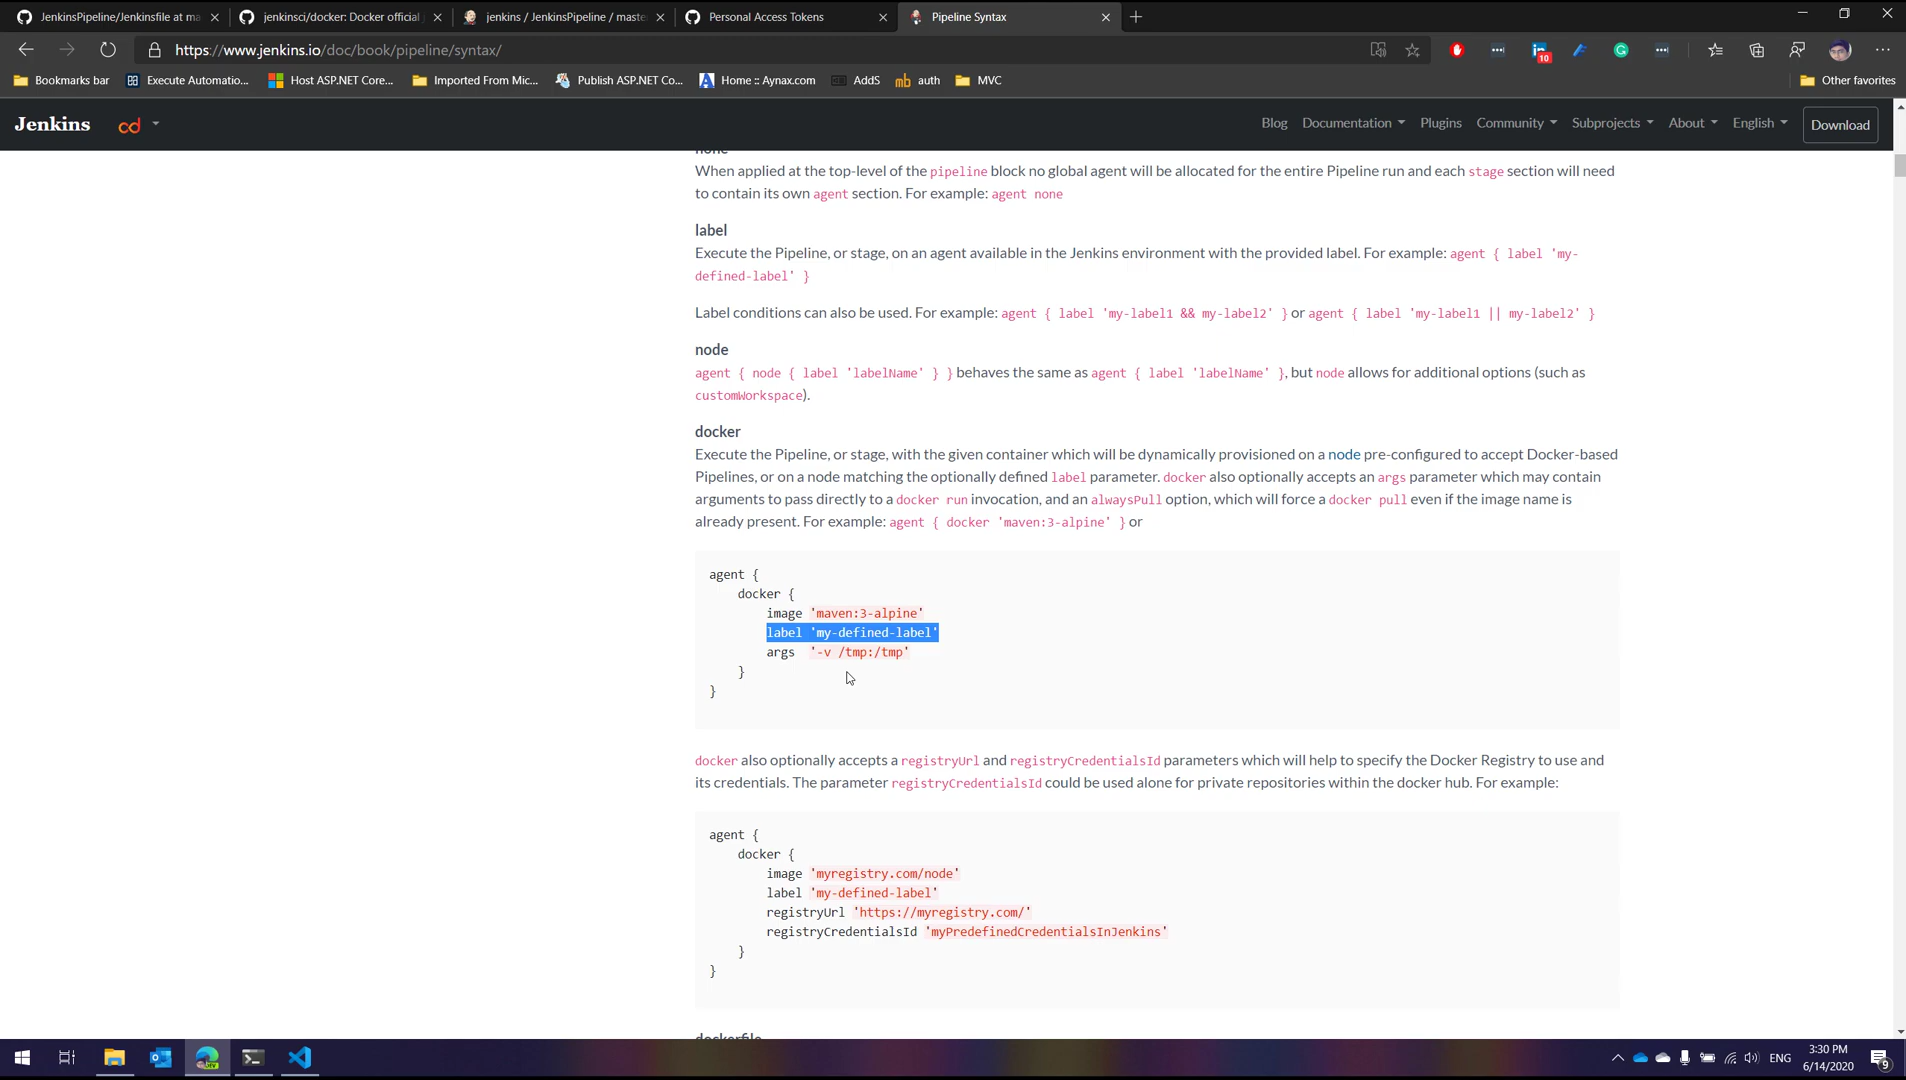 JenkinsPipeline/Jenkinsfile at ma
jenkinsci/docker: Docker official
jenkins / JenkinsPipeline / maste
Personal Access Tokens
Pipeline Syntax
https://www.jenkins.io/doc/book/pipeline/syntax/
10
Bookmarks bar
Execute Automatio...
Host ASP.NET Core...
Imported From Mic...
Publish ASP.NET Co...
Home :: Aynax.com
AddS
auth
MVC
Other favorites
Jenkins
cd
Blog
Documentation
Plugins
Community
Subprojects
About
English
Download
none
When applied at the top-level of the pipeline block no global agent will be allocated for the entire Pipeline run and each stage section will need
to contain its own agent section. For example: agent none
label
Execute the Pipeline, or stage, on an agent available in the Jenkins environment with the provided label. For example: agent { label 'my-
defined-label' }
Label conditions can also be used. For example: agent { label 'my-label1 && my-label2' } or agent { label 'my-label1 || my-label2' }
node
agent { node { label 'labelName' } } behaves the same as agent { label 'labelName' }, but node allows for additional options (such as
customWorkspace).
docker
Execute the Pipeline, or stage, with the given container which will be dynamically provisioned on a node pre-configured to accept Docker-based
Pipelines, or on a node matching the optionally defined label parameter. docker also optionally accepts an args parameter which may contain
arguments to pass directly to a docker run invocation, and an alwaysPull option, which will force a docker pull even if the image name is
already present. For example: agent { docker 'maven:3-alpine' } or
agent {
docker {
image 'maven:3-alpine'
label 'my-defined-label'
args '-v /tmp:/tmp'
}
}
docker also optionally accepts a registryUrl and registryCredentialsId parameters which will help to specify the Docker Registry to use and
its credentials. The parameter registryCredentialsId could be used alone for private repositories within the docker hub. For example:
agent {
docker {
image 'myregistry.com/node'
label 'my-defined-label'
registryUrl 'https://myregistry.com/'
registryCredentialsId 'myPredefinedCredentialsInJenkins'
}
}
dockerfile
ENG
3:30 PM
6/14/2020
9